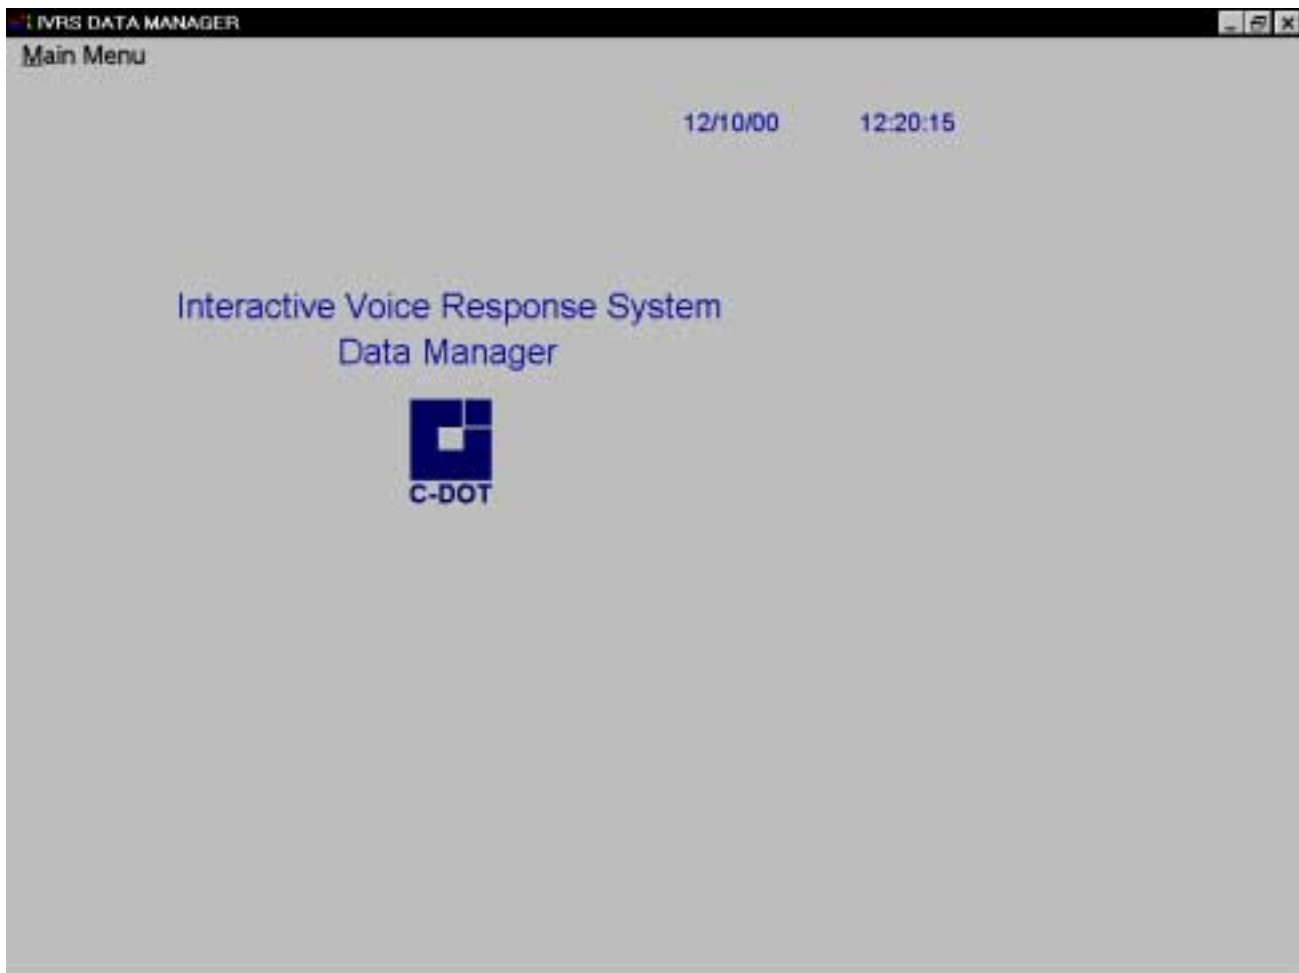 IVRS DATA MANAGER
Main Menu
12/10/00 12:20:15
Interactive Voice Response System
Data Manager
C-DOT